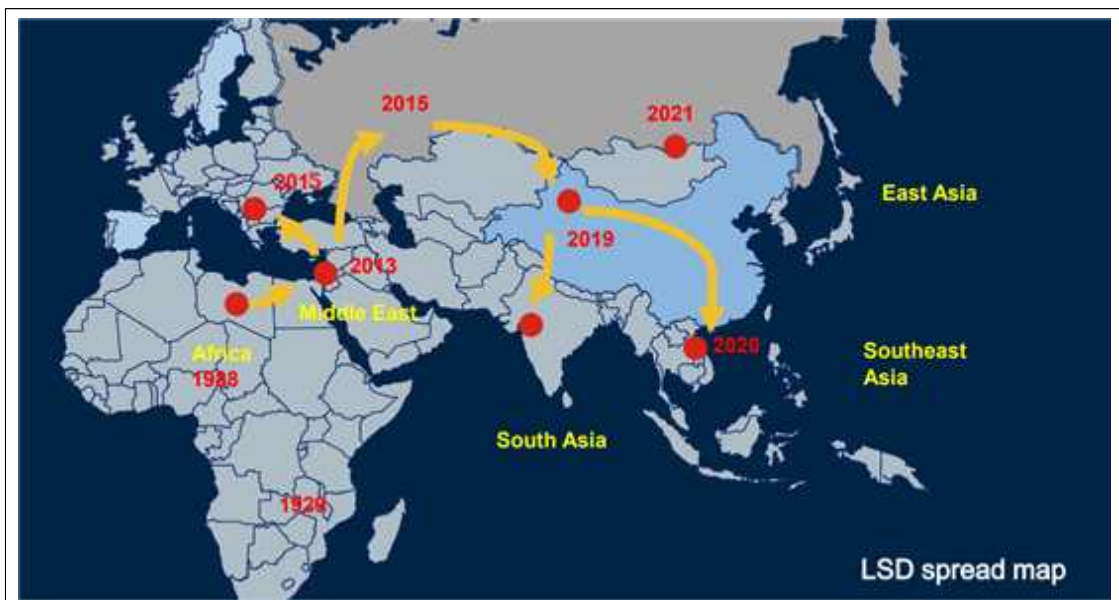 2015
2021
2015
East Asia
2019
2013
Middle East
2020
Southeast
Asia
Africa
1988
South Asia
1929
LSD spread map